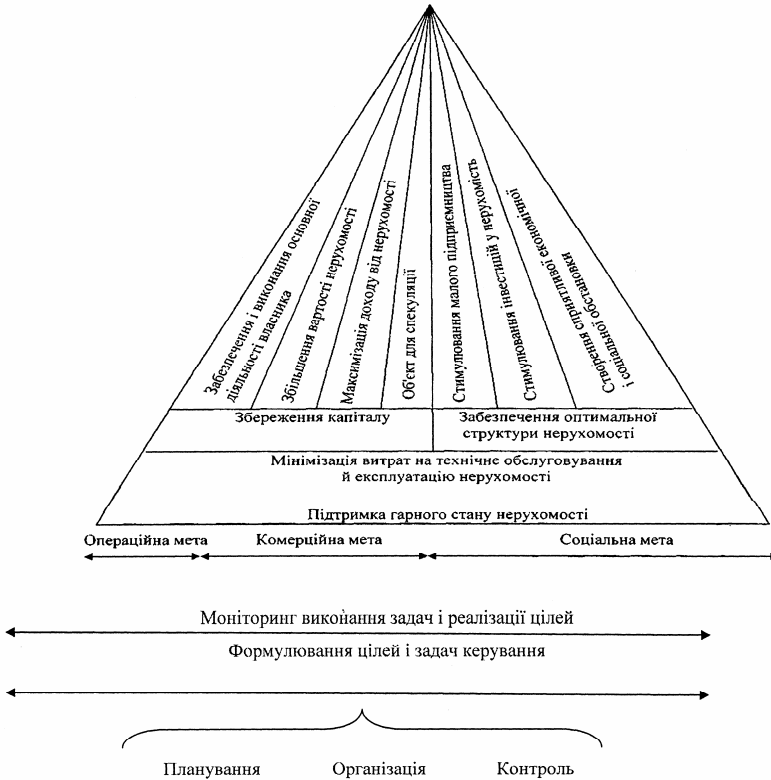 Забезпечення і виконання основної
діяльності власника
Збільшення вартості нерухомості
Максимізація доходу від нерухомості
Об'єкт для спекуляції
Стимулювання малого підприємництва
Стимулювання інвестицій у нерухомість
Створення сприятливої економічної
і соціальної обстановки
Збереження капіталу
Забезпечення оптимальної
структури нерухомості
Мінімізація витрат на технічне обслуговування
й експлуатацію нерухомості
Підтримка гарного стану нерухомості
Операційна мета
Комерційна мета
Соціальна мета
Моніторинг виконання задач і реалізації цілей
Формулювання цілей і задач керування
Планування
Організація
Контроль